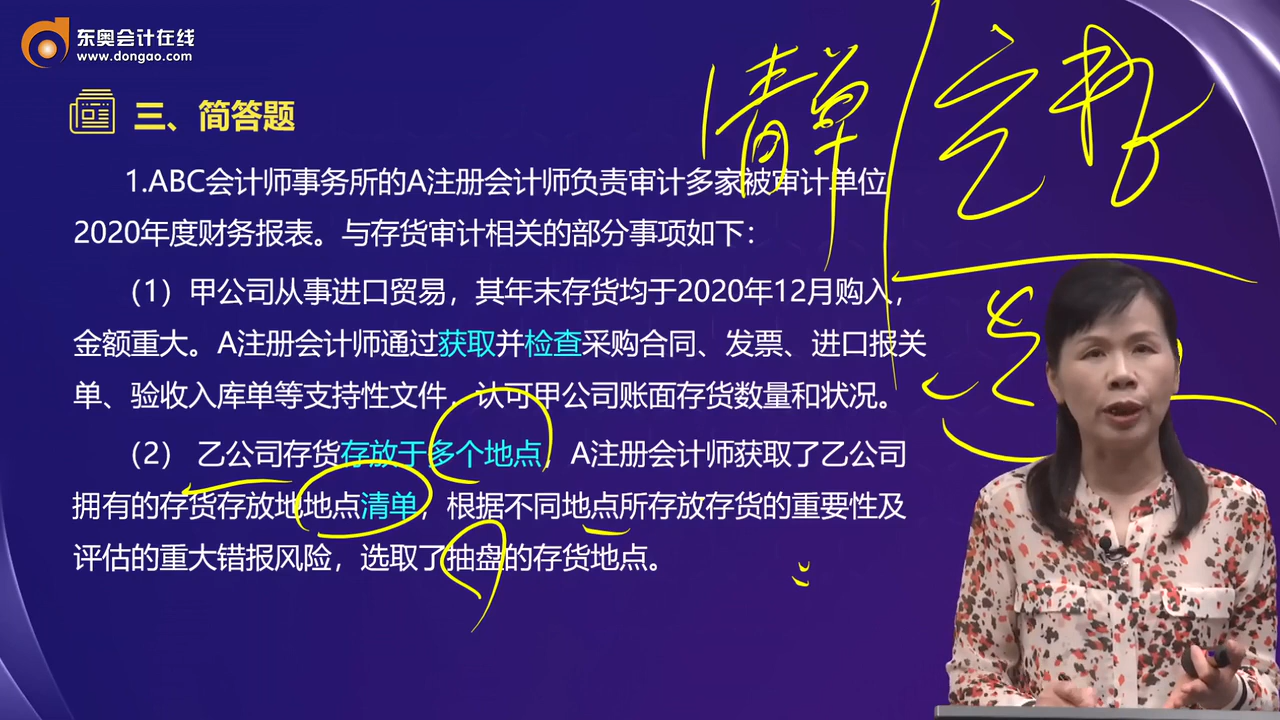 东奥会计在线
www.dongao.com
清单
三、简答题
1.ABC会计师事务所的A注册会计师负责审计多家被审计单位
2020年度财务报表。与存货审计相关的部分事项如下：
（1）甲公司从事进口贸易，其年末存货均于2020年12月购入，
金额重大。A注册会计师通过获取并检查采购合同、发票、进口报关
单、验收入库单等支持性文件，认可甲公司账面存货数量和状况。
（2） 乙公司存货存放于多个地点，A注册会计师获取了乙公司
拥有的存货存放地地点清单，根据不同地点所存放存货的重要性及
评估的重大错报风险，选取了抽盘的存货地点。